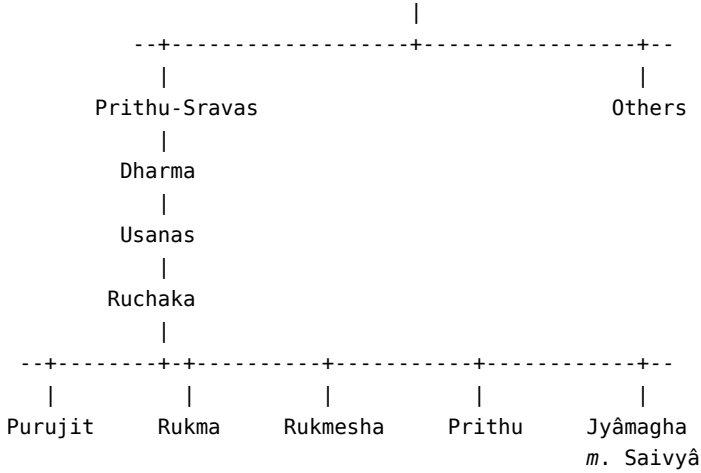 |
--+-------------------+-----------------+--
| |
Prithu-Sravas Others
|
Dharma
|
Usanas
|
Ruchaka
|
--+--------+-+----------+-----------+------------+--
| | | | |
Purujit Rukma Rukmesha Prithu Jyâmagha
m. Saivyâ